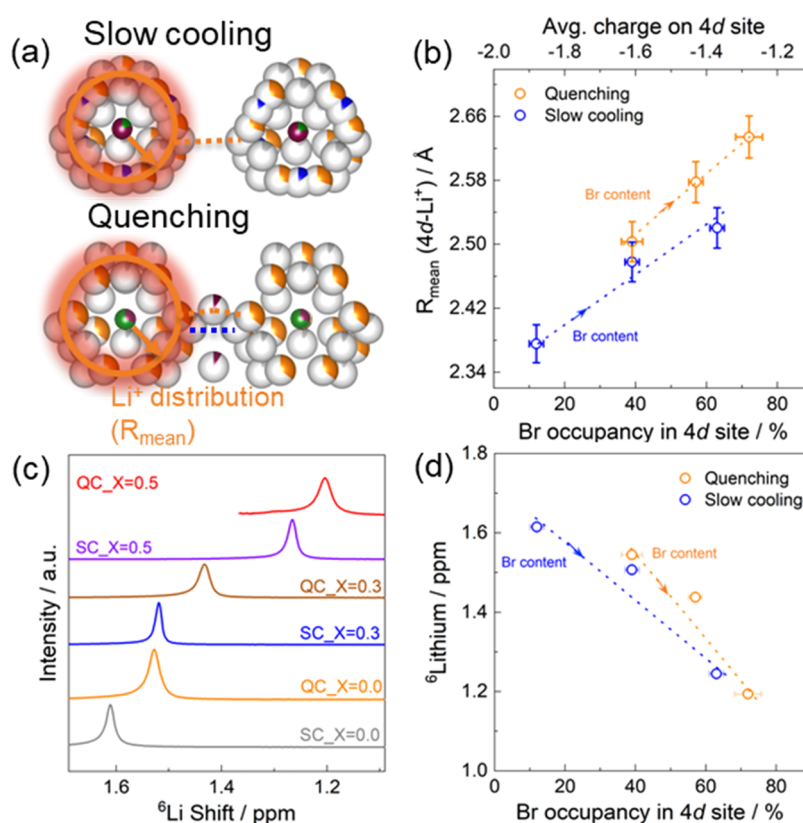 (a)
Slow cooling
Quenching
Li⁺ distribution
(Rmean)
(b)
Avg. charge on 4d site
-2.0 -1.8 -1.6 -1.4 -1.2
Quenching
Slow cooling
Br content
Br content
2.66
2.58
2.50
2.42
2.34
Rmean (4d-Li⁺) / Å
0 20 40 60 80
Br occupancy in 4d site / %
(c)
QC_X=0.5
SC_X=0.5
QC_X=0.3
SC_X=0.3
QC_X=0.0
SC_X=0.0
Intensity / a.u.
1.6 1.4 1.2
⁶Li Shift / ppm
(d)
Quenching
Slow cooling
Br content
Br content
1.8
1.6
1.4
1.2
1.0
⁶Lithium / ppm
0 20 40 60 80
Br occupancy in 4d site / %